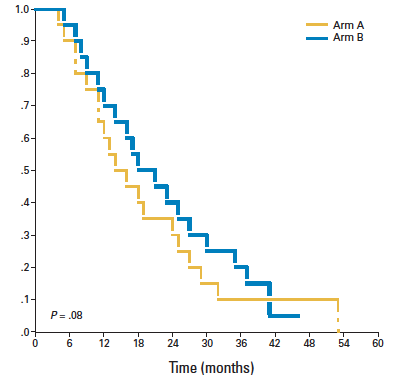 1.0
Arm A
Arm B
.9
.8
.7
.6
.5
.4
.3
.2
.1
P = .08
.0
0 6 12 18 24 30 36 42 48 54 60
Time (months)